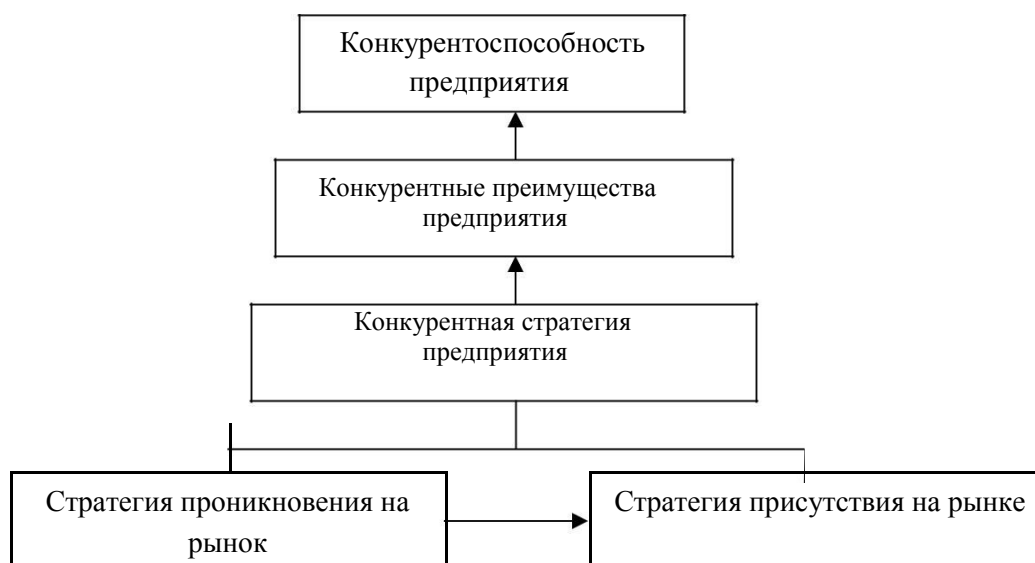 Конкурентоспособность
предприятия
Конкурентные преимущества
предприятия
Конкурентная стратегия
предприятия
Стратегия проникновения на
рынок
Стратегия присутствия на рынке